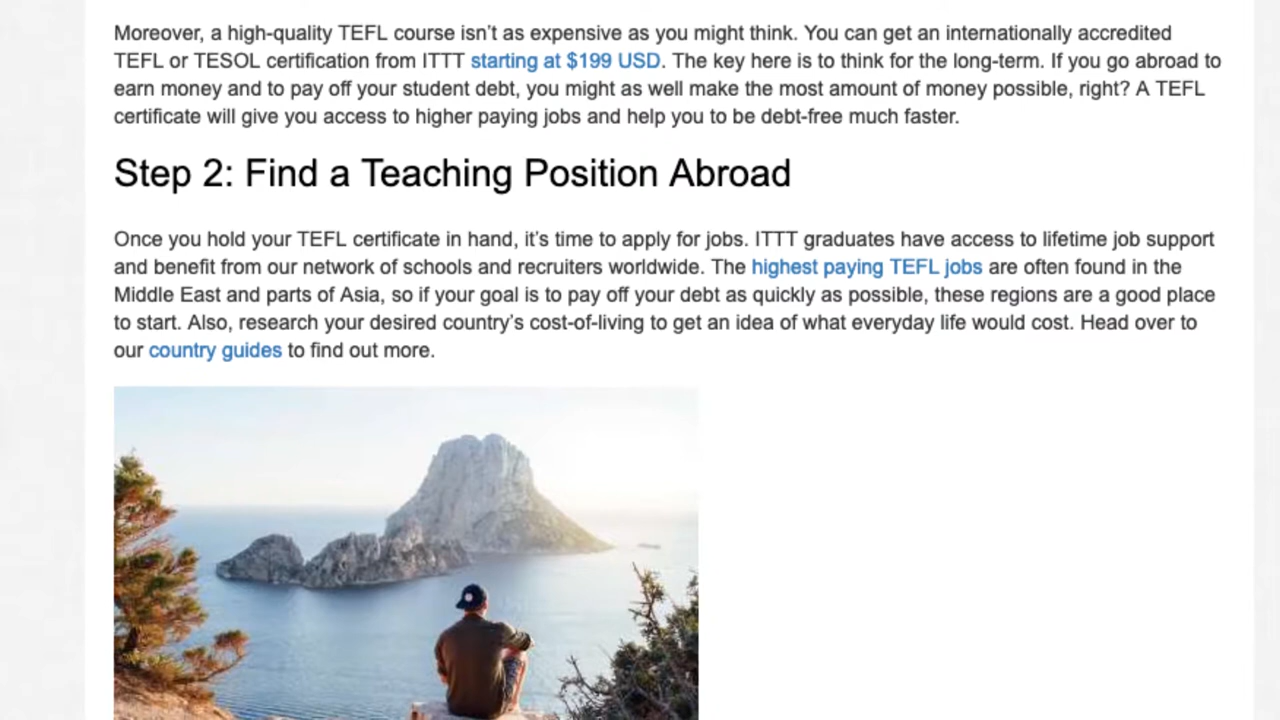 Moreover, a high-quality TEFL course isn’t as expensive as you might think. You can get an internationally accredited
TEFL or TESOL certification from ITTT starting at $199 USD. The key here is to think for the long-term. If you go abroad to
earn money and to pay off your student debt, you might as well make the most amount of money possible, right? A TEFL
certificate will give you access to higher paying jobs and help you to be debt-free much faster.
Step 2: Find a Teaching Position Abroad
Once you hold your TEFL certificate in hand, it’s time to apply for jobs. ITTT graduates have access to lifetime job support
and benefit from our network of schools and recruiters worldwide. The highest paying TEFL jobs are often found in the
Middle East and parts of Asia, so if your goal is to pay off your debt as quickly as possible, these regions are a good place
to start. Also, research your desired country’s cost-of-living to get an idea of what everyday life would cost. Head over to
our country guides to find out more.